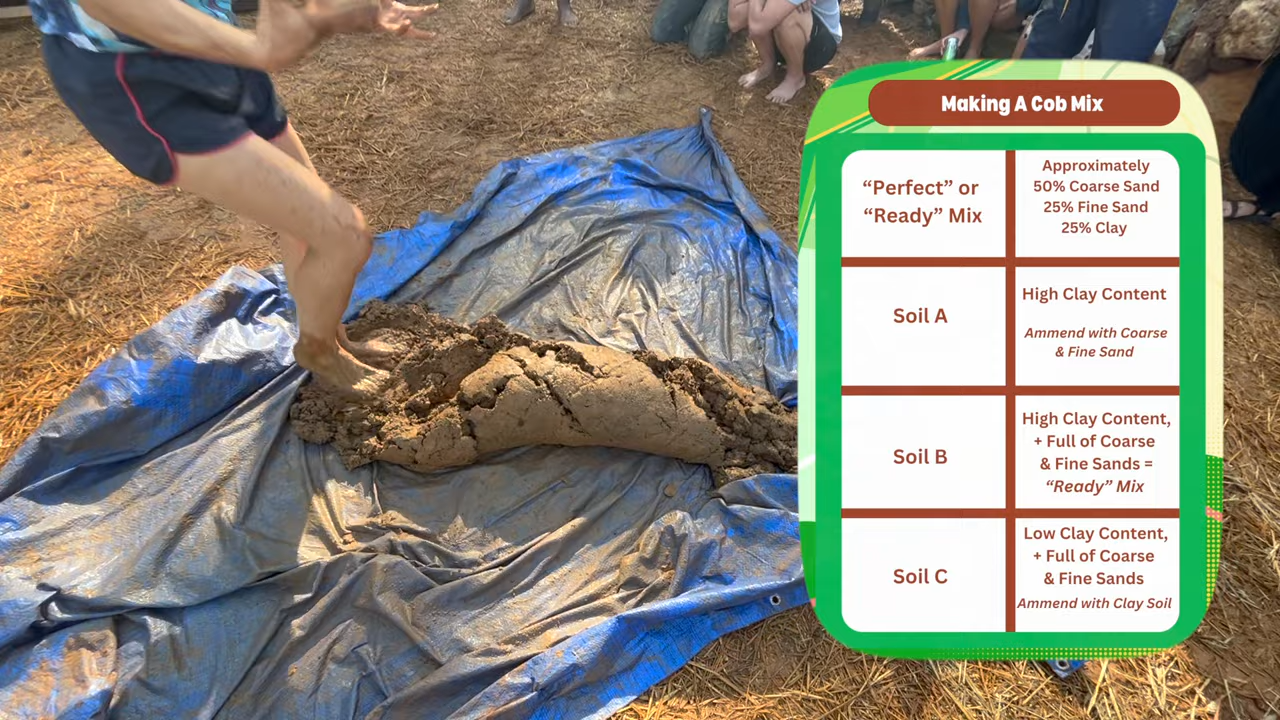 Making A Cob Mix
“Perfect” or
“Ready” Mix
Approximately
50% Coarse Sand
25% Fine Sand
25% Clay
Soil A
High Clay Content
Ammend with Coarse
& Fine Sand
Soil B
High Clay Content,
+ Full of Coarse
& Fine Sands =
“Ready” Mix
Soil C
Low Clay Content,
+ Full of Coarse
& Fine Sands
Ammend with Clay Soil